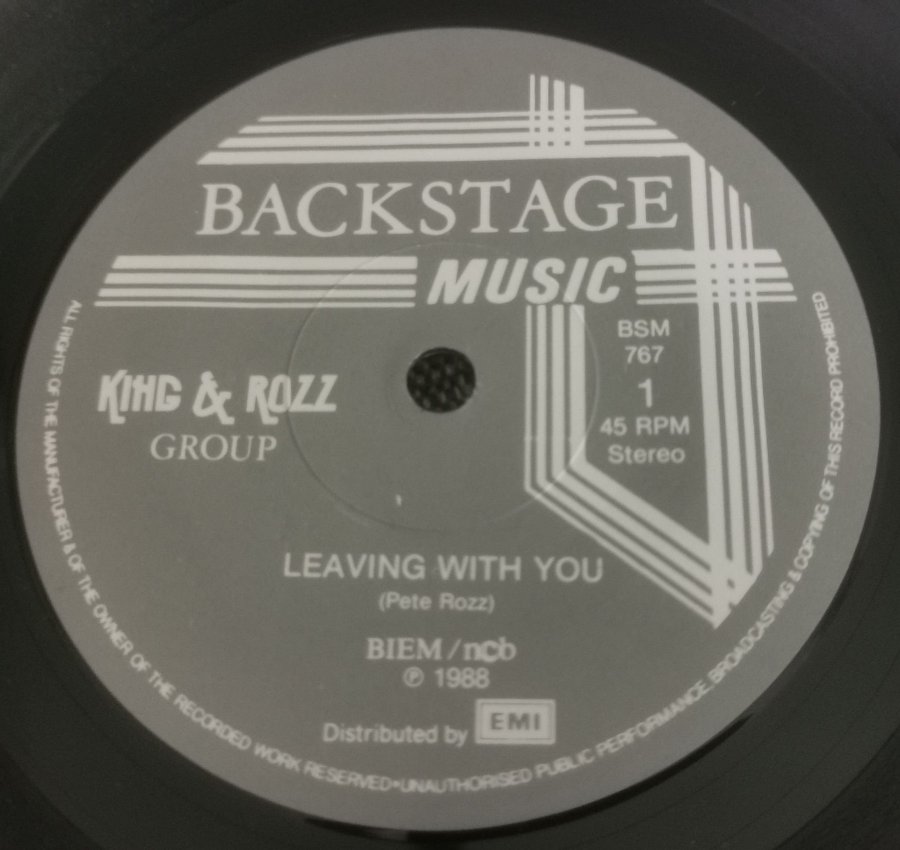 BACKSTAGE
MUSIC
BSM
767
1
45 RPM
Stereo
KING & ROZZ
GROUP
LEAVING WITH YOU
(Pete Rozz)
BIEM/ncb
℗ 1988
Distributed by EMI
ALL RIGHTS OF THE MANUFACTURER & OF THE OWNER OF THE RECORDED WORK RESERVED•UNAUTHORISED PUBLIC PERFORMANCE, BROADCASTING & COPYING OF THIS RECORD PROHIBITED